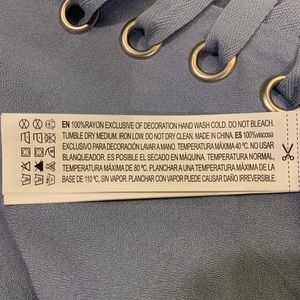 EN 100%RAYON EXCLUSIVE OF DECORATION HAND WASH COLD. DO NOT BLEACH.
TUMBLE DRY MEDIUM. IRON LOW. DO NOT DRY CLEAN. MADE IN CHINA. ES 100%viscosa
EXCLUSIVO PARA DECORACIÓN LAVAR A MANO. TEMPERATURA MÁXIMA 40 ºC. NO USAR
BLANQUEADOR. ES POSIBLE EL SECADO EN MÁQUINA. TEMPERATURA NORMAL,
TEMPERATURA MÁXIMA DE 80 ºC. PLANCHAR A UNA TEMPERATURA MÁXIMA DE LA
BASE DE 110 ºC, SIN VAPOR. PLANCHAR CON VAPOR PUEDE CAUSAR DAÑO IRREVERSIBLE.